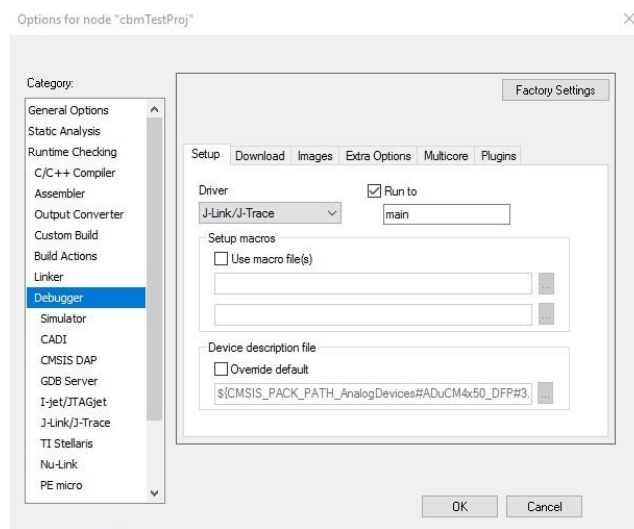 Options for node "cbmTestProj"
Category:
General Options
Static Analysis
Runtime Checking
C/C++ Compiler
Assembler
Output Converter
Custom Build
Build Actions
Linker
Debugger
Simulator
CADI
CMSIS DAP
GDB Server
I-jet/JTAGjet
J-Link/J-Trace
TI Stellaris
Nu-Link
PE micro
Factory Settings
Setup Download Images Extra Options Multicore Plugins
Driver
Run to
J-Link/J-Trace
main
Setup macros
Use macro file(s)
...
...
Device description file
Override default
${CMSIS_PACK_PATH_AnalogDevices#ADuCM4x50_DFP#3.
...
OK Cancel